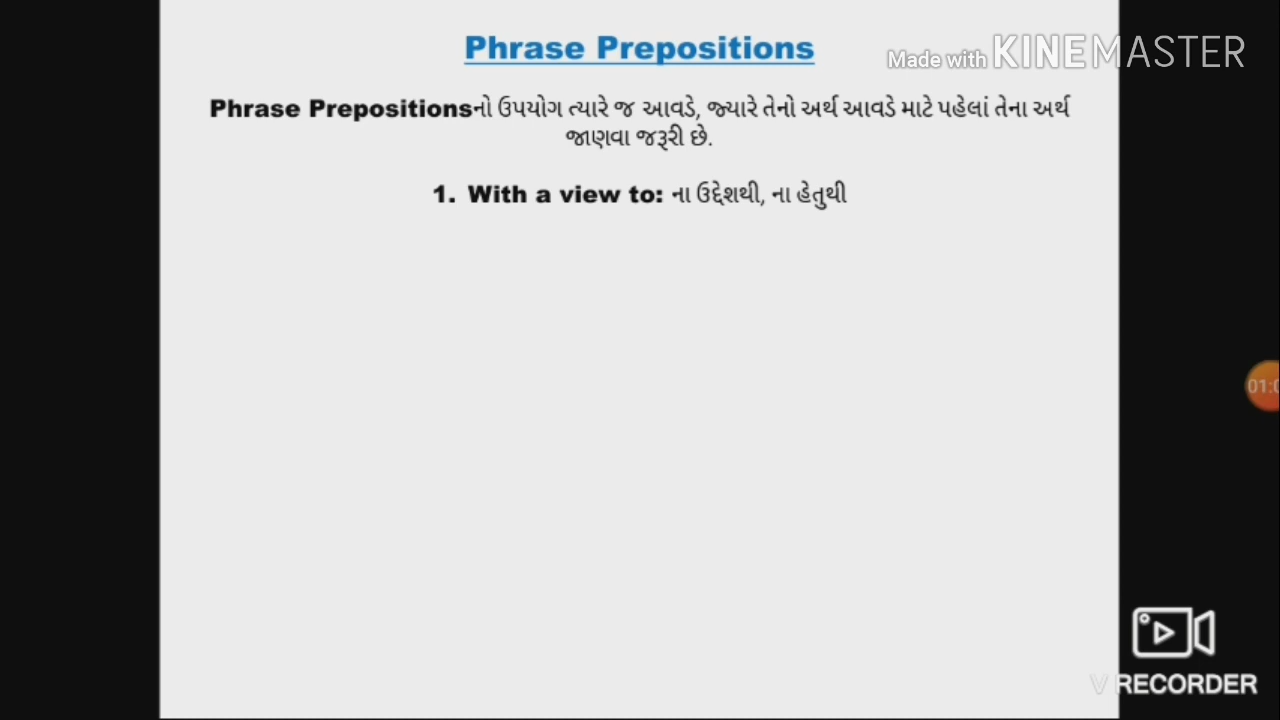 Phrase Prepositions
Made with KINEMASTER
Phrase Prepositionsનો ઉપયોગ ત્યારે જ આવડે, જ્યારે તેનો અર્થ આવડે માટે પહેલાં તેના અર્થ
જાણવા જરૂરી છે.
1. With a view to: ના ઉદ્દેશથી, ના હેતુથી
V RECORDER